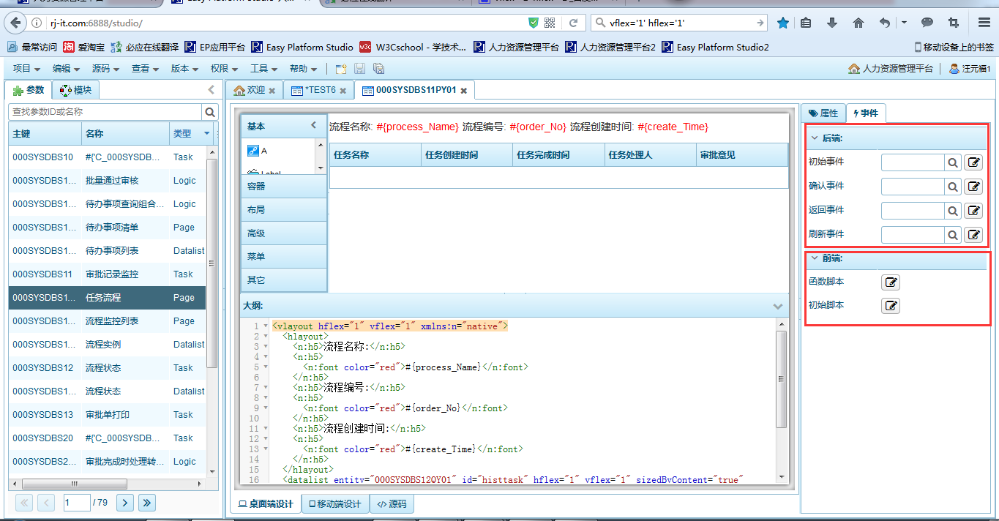 rj-it.com:6888/studio/
vflex='1' hflex='1'
最常访问 爱淘宝 必应在线翻译 EP应用平台 Easy Platform Studio W3Cschool - 学技术... 人力资源管理平台 人力资源管理平台2 Easy Platform Studio2 移动设备上的书签
项目 编辑 源码 查看 版本 权限 工具 帮助 人力资源管理平台 汪元福1
参数 模块
欢迎 *TEST6 000SYSDBS11PY01
查找参数ID或名称
主键 名称 类型
000SYSDBS10 #{'C_000SYSDB... Task
000SYSDBS1... 批量通过审核 Logic
000SYSDBS1... 待办事项查询组合... Logic
000SYSDBS1... 待办事项清单 Page
000SYSDBS1... 待办事项列表 Datalist
000SYSDBS11 审批记录监控 Task
000SYSDBS1... 任务流程 Page
000SYSDBS1... 流程监控列表 Page
000SYSDBS1... 流程实例 Datalist
000SYSDBS12 流程状态 Task
000SYSDBS1... 流程状态 Datalist
000SYSDBS13 审批单打印 Task
000SYSDBS20 #{'C_000SYSDB... Task
000SYSDBS2... 审批完成时处理转... Logic
1 / 79
基本
A
Label
容器
布局
高级
菜单
其它
流程名称: #{process_Name} 流程编号: #{order_No} 流程创建时间: #{create_Time}
任务名称 任务创建时间 任务完成时间 任务处理人 审批意见
大纲:
1 <vlayout hflex="1" vflex="1" xmlns:n="native">
2 <hlayout>
3 <n:h5>流程名称:</n:h5>
4 <n:h5>
5 <n:font color="red">#{process_Name}</n:font>
6 </n:h5>
7 <n:h5>流程编号:</n:h5>
8 <n:h5>
9 <n:font color="red">#{order_No}</n:font>
10 </n:h5>
11 <n:h5>流程创建时间:</n:h5>
12 <n:h5>
13 <n:font color="red">#{create_Time}</n:font>
14 </n:h5>
15 </hlayout>
16 <datalist entity="000SYSDBS12QY01" id="histtask" hflex="1" vflex="1" sizedByContent="true"
桌面端设计 移动端设计 </> 源码
属性 事件
后端:
初始事件
确认事件
返回事件
刷新事件
前端:
函数脚本
初始脚本